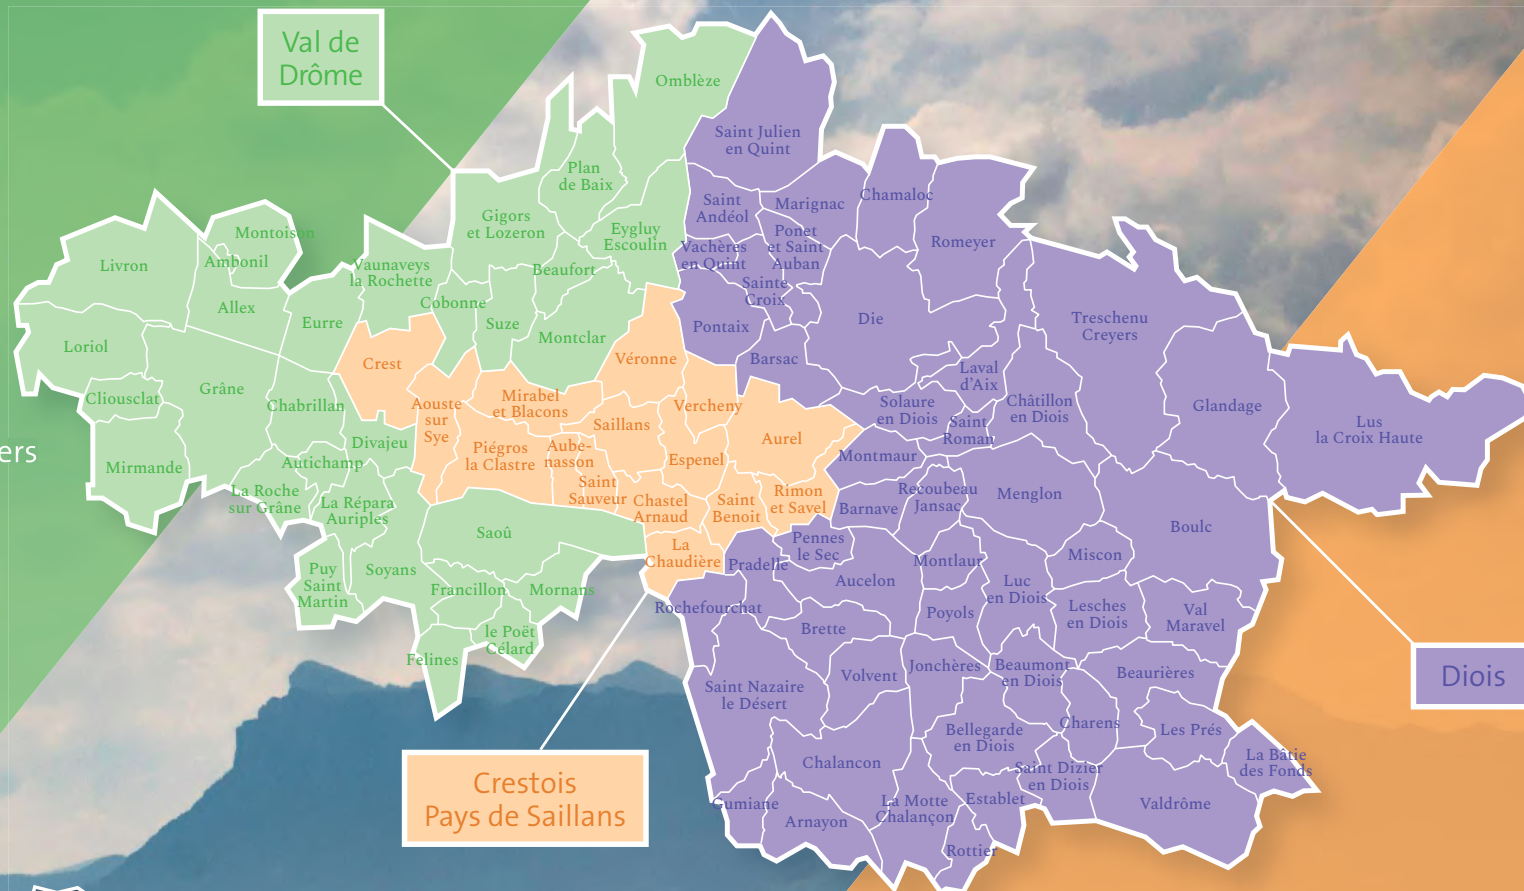 Val de
Drôme
Omblèze
Saint Julien
en Quint
Plan
de Baix
Chamaloc
Saint
Andéol
Marignac
Gigors
et Lozeron
Eygluy
Escoulin
Ponet
et Saint
Auban
Romeyer
Montoison
Vachères
en Quint
Livron
Ambonil
Vaunaveys
la Rochette
Beaufort
Sainte
Croix
Allex
Cobonne
Eurre
Suze
Montclar
Pontaix
Die
Treschenu
Creyers
Loriol
Crest
Véronne
Barsac
Laval
d'Aix
Grâne
Cliousclat
Chabrillan
Aouste
sur
Sye
Mirabel
et Blacons
Vercheny
Solaure
en Diois
Châtillon
en Diois
Glandage
Saillans
Saint
Roman
Lus
la Croix Haute
Divajeu
Aurel
ers
Piégros
la Clastre
Aube-
nasson
Espenel
Montmaur
Mirmande
Autichamp
La Roche
sur Grâne
La Répara
Auriples
Saint
Sauveur
Chastel
Arnaud
Saint
Benoit
Rimon
et Savel
Barnave
Recoubeau
Jansac
Menglon
Saoû
Boulc
La
Chaudière
Pradelle
Pennes
le Sec
Montlaur
Miscon
Puy
Saint
Martin
Soyans
Francillon
Mornans
Aucelon
Luc
en Diois
Rochefourchat
Poyols
Lesches
en Diois
Val
Maravel
Brette
le Poët
Célard
Felines
Volvent
Jonchères
Beaumont
en Diois
Beaurières
Diois
Saint Nazaire
le Désert
Bellegarde
en Diois
Charens
Les Prés
Chalancon
Saint Dizier
en Diois
La Bâtie
des Fonds
Crestois
Pays de Saillans
Gumiane
Arnayon
La Motte
Chalançon
Establet
Valdrôme
Rottier